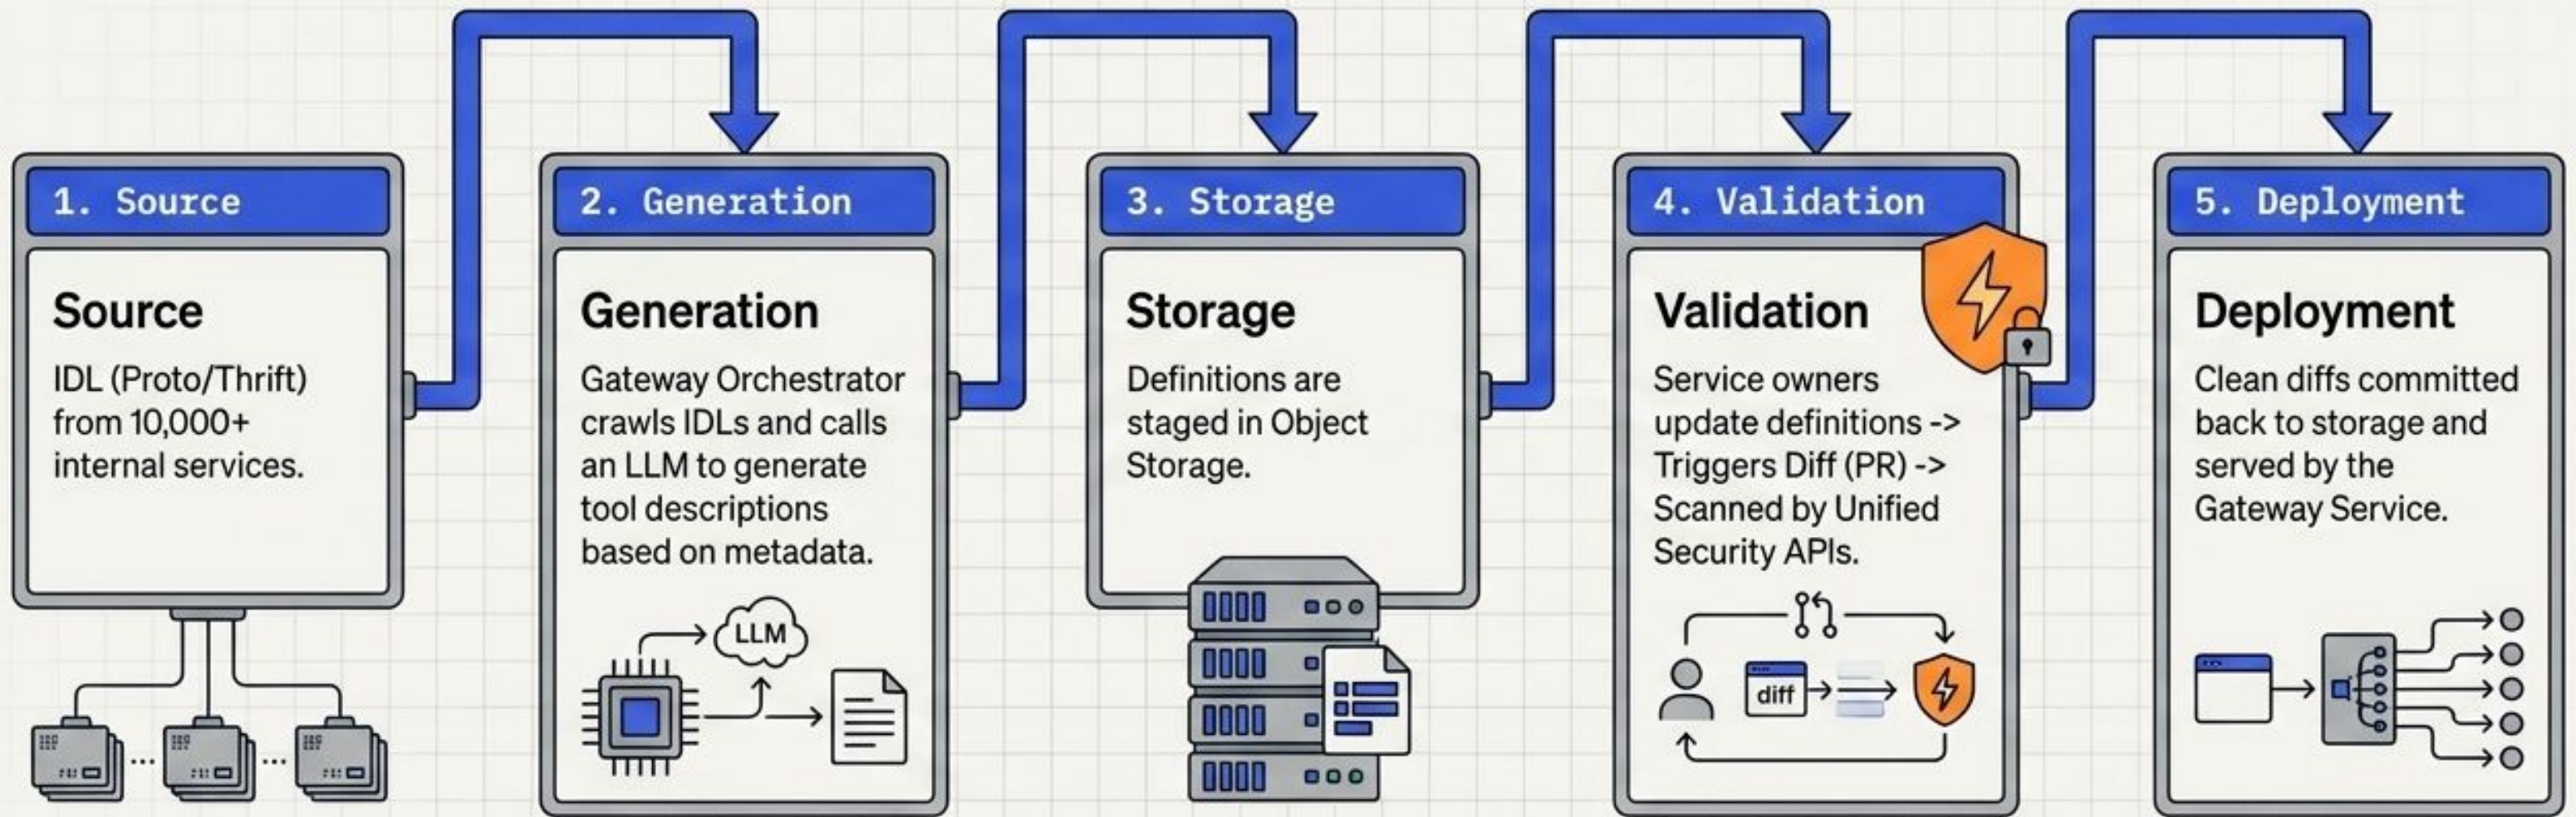 1. Source
Source
IDL (Proto/Thrift)
from 10,000+
internal services.
2. Generation
Generation
Gateway Orchestrator
crawls IDLs and calls
an LLM to generate
tool descriptions
based on metadata.
LLM
3. Storage
Storage
Definitions are
staged in Object
Storage.
4. Validation
Validation
Service owners
update definitions ->
Triggers Diff (PR) ->
Scanned by Unified
Security APIs.
diff
5. Deployment
Deployment
Clean diffs committed
back to storage and
served by the
Gateway Service.